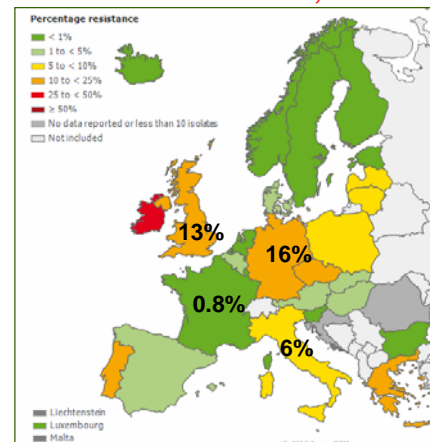 Percentage resistance
< 1%
1 to < 5%
5 to < 10%
10 to < 25%
25 to < 50%
≥ 50%
No data reported or less than 10 isolates
Not included
13%
16%
0.8%
6%
Liechtenstein
Luxembourg
Malta